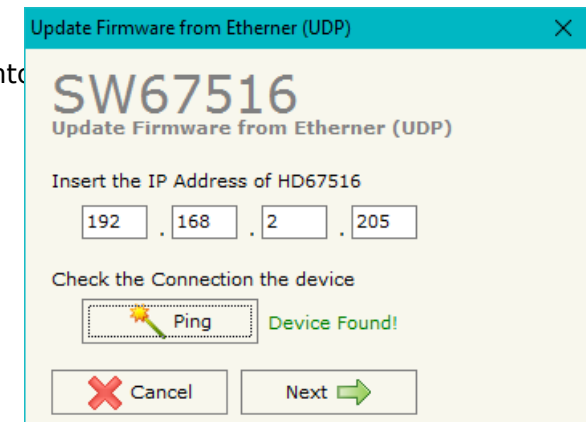 Update Firmware from Etherner (UDP)
SW67516
Update Firmware from Etherner (UDP)
Insert the IP Address of HD67516
192 . 168 . 2 . 205
Check the Connection the device
Ping Device Found!
Cancel Next